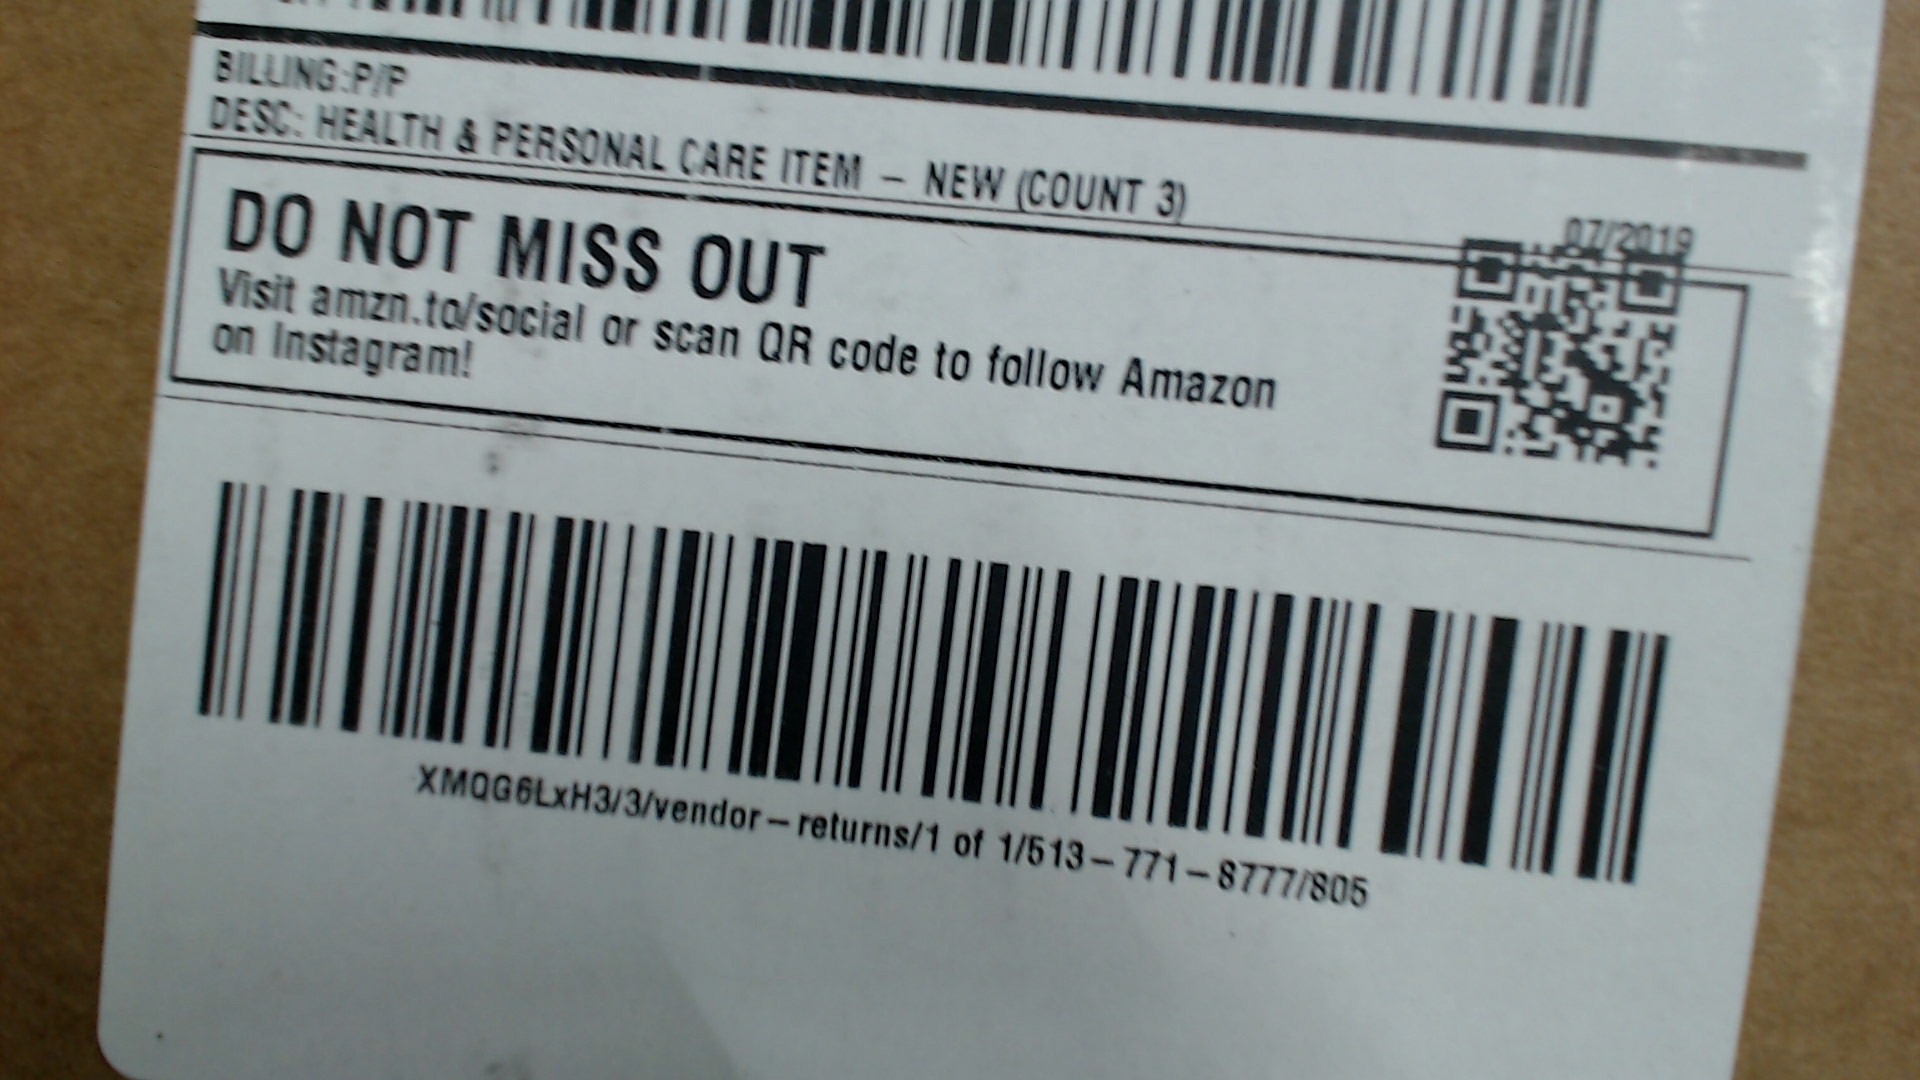 BILLING:P/P
DESC: HEALTH & PERSONAL CARE ITEM – NEW (COUNT 3)
07/2019
DO NOT MISS OUT
Visit amzn.to/social or scan QR code to follow Amazon
on Instagram!
XMQG6LxH3/3/vendor–returns/1 of 1/513–771–8777/805